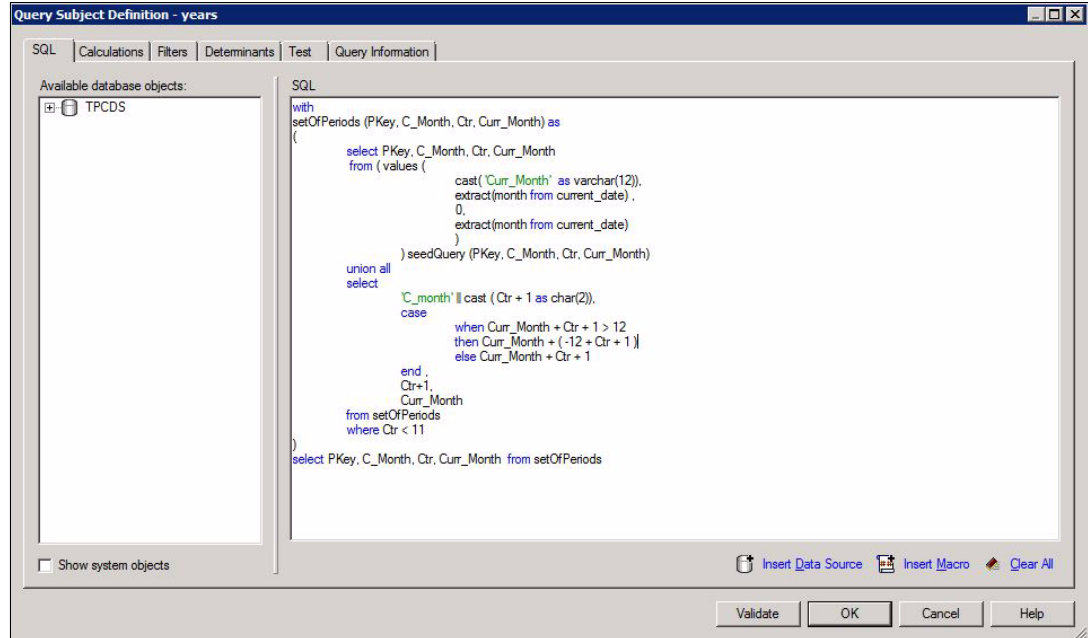 Query Subject Definition - years
SQL
Calculations
Filters
Determinants
Test
Query Information
Available database objects:
TPCDS
Show system objects
SQL
with
setOfPeriods (PKey, C_Month, Ctr, Curr_Month) as
(
select PKey, C_Month, Ctr, Curr_Month
from ( values (
cast( 'Curr_Month' as varchar(12)),
extract(month from current_date) ,
0,
extract(month from current_date)
)
) seedQuery (PKey, C_Month, Ctr, Curr_Month)
union all
select
'C_month' || cast ( Ctr + 1 as char(2)),
case
when Curr_Month + Ctr + 1 > 12
then Curr_Month + ( -12 + Ctr + 1 )
else Curr_Month + Ctr + 1
end ,
Ctr+1,
Curr_Month
from setOfPeriods
where Ctr < 11
)
select PKey, C_Month, Ctr, Curr_Month from setOfPeriods
Insert Data Source
Insert Macro
Clear All
Validate
OK
Cancel
Help